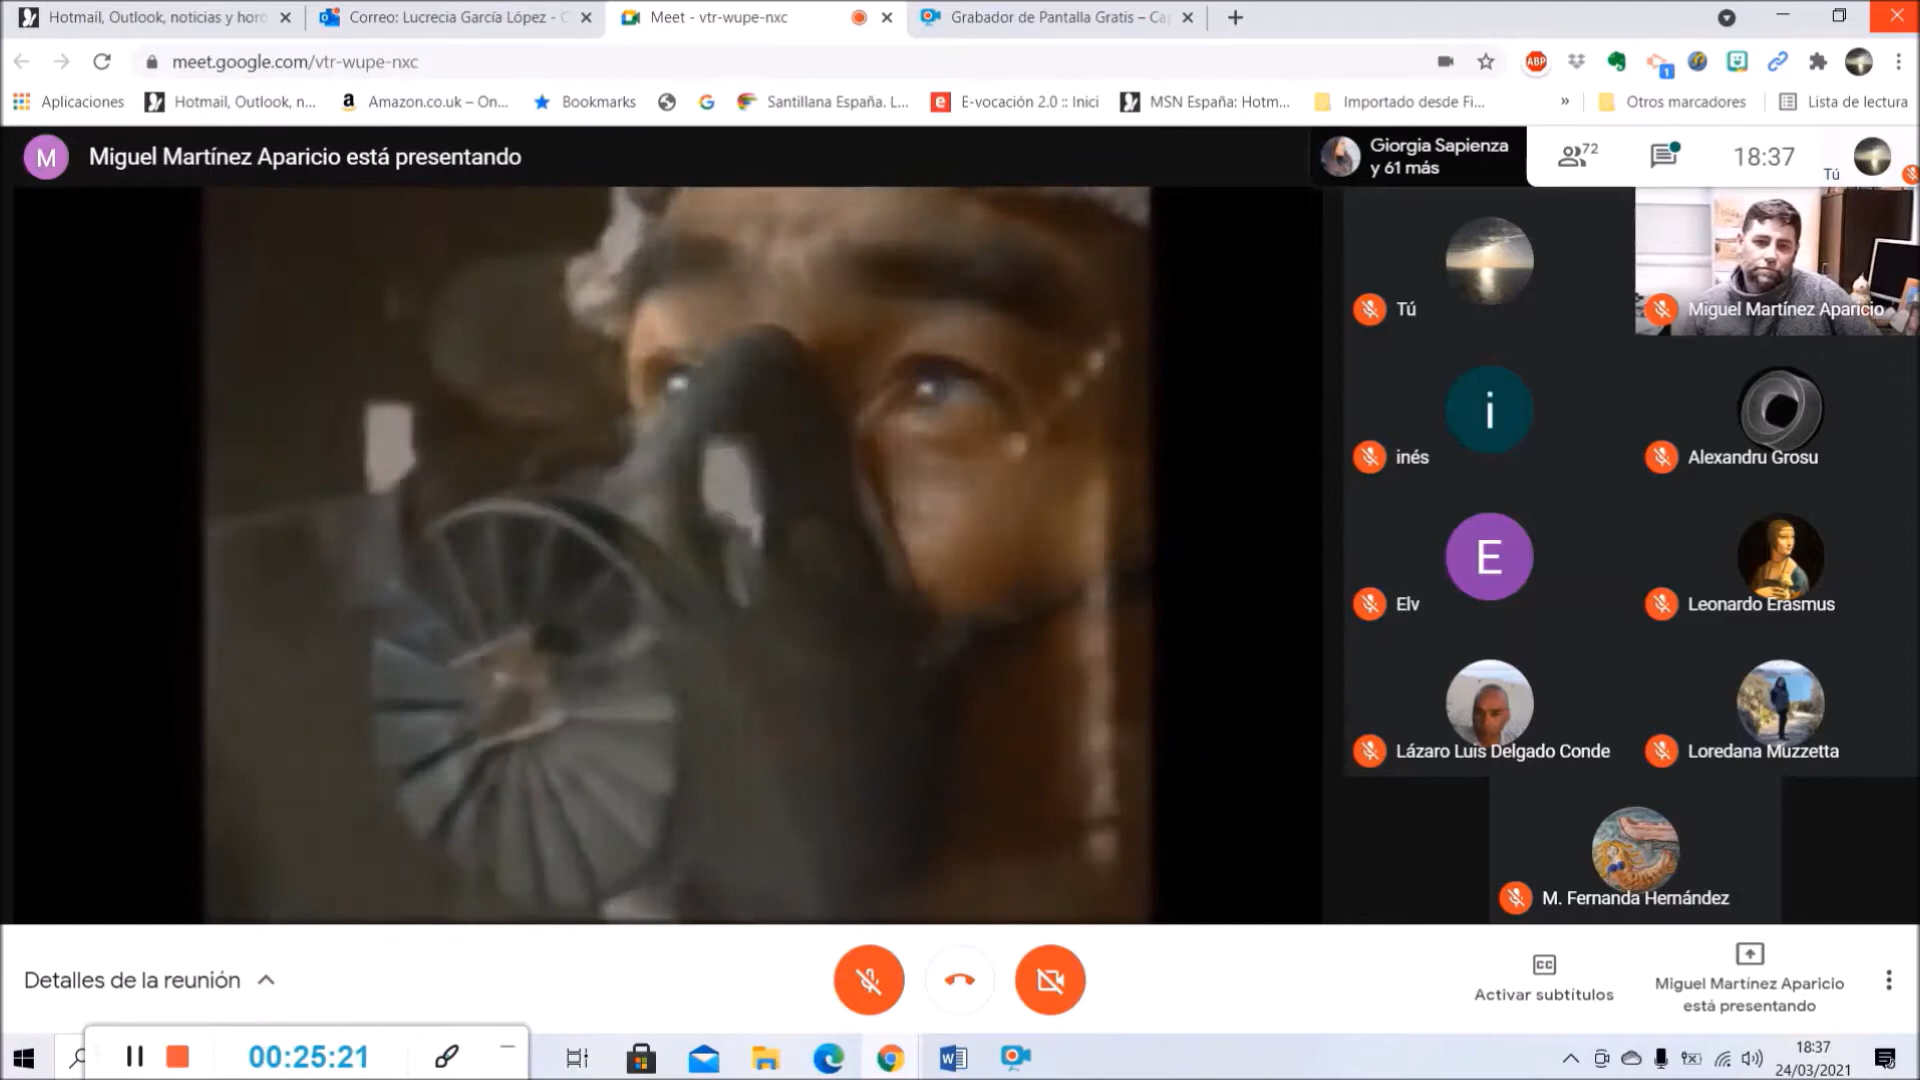 Hotmail, Outlook, noticias y horó
Correo: Lucrecia García López - O
Meet - vtr-wupe-nxc
Grabador de Pantalla Gratis – Ca
meet.google.com/vtr-wupe-nxc
ABP
1
Aplicaciones
Hotmail, Outlook, n...
Amazon.co.uk – On...
Bookmarks
Santillana España. L...
E-vocación 2.0 :: Inici
MSN España: Hotm...
Importado desde Fi...
»
Otros marcadores
Lista de lectura
M
Miguel Martínez Aparicio está presentando
Giorgia Sapienza
y 61 más
72
18:37
Tú
Tú
Miguel Martínez Aparicio
i
inés
Alexandru Grosu
E
Elv
Leonardo Erasmus
Lázaro Luis Delgado Conde
Loredana Muzzetta
M. Fernanda Hernández
Detalles de la reunión
CC
Activar subtítulos
Miguel Martínez Aparicio
está presentando
00:25:21
18:37
24/03/2021